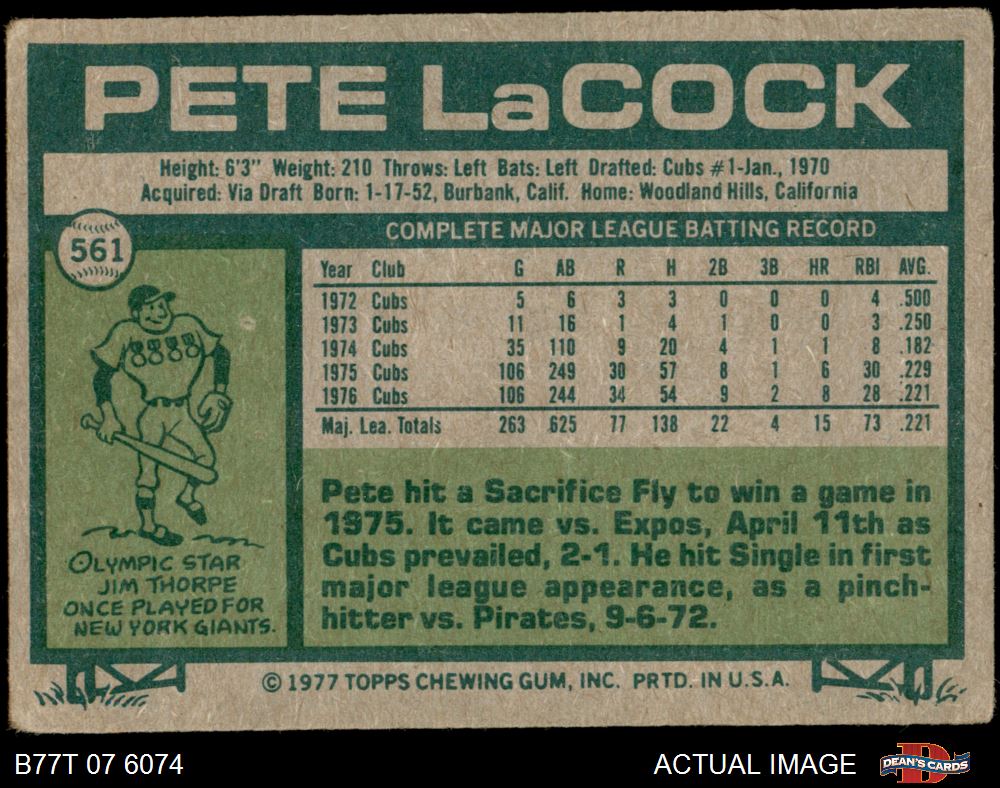 PETE LaCOCK
Height: 6'3" Weight: 210 Throws: Left Bats: Left Drafted: Cubs #1-Jan., 1970
Acquired: Via Draft Born: 1-17-52, Burbank, Calif. Home: Woodland Hills, California
561
COMPLETE MAJOR LEAGUE BATTING RECORD
Year Club G AB R H 2B 3B HR RBI AVG.
1972 Cubs 5 6 3 3 0 0 0 4 .500
1973 Cubs 11 16 1 4 1 0 0 3 .250
1974 Cubs 35 110 9 20 4 1 1 8 .182
1975 Cubs 106 249 30 57 8 1 6 30 .229
1976 Cubs 106 244 34 54 9 2 8 28 .221
Maj. Lea. Totals 263 625 77 138 22 4 15 73 .221
OLYMPIC STAR
JIM THORPE
ONCE PLAYED FOR
NEW YORK GIANTS.
Pete hit a Sacrifice Fly to win a game in
1975. It came vs. Expos, April 11th as
Cubs prevailed, 2-1. He hit Single in first
major league appearance, as a pinch-
hitter vs. Pirates, 9-6-72.
© 1977 TOPPS CHEWING GUM, INC. PRTD. IN U.S.A.
B77T 07 6074
ACTUAL IMAGE
DEAN'S CARDS